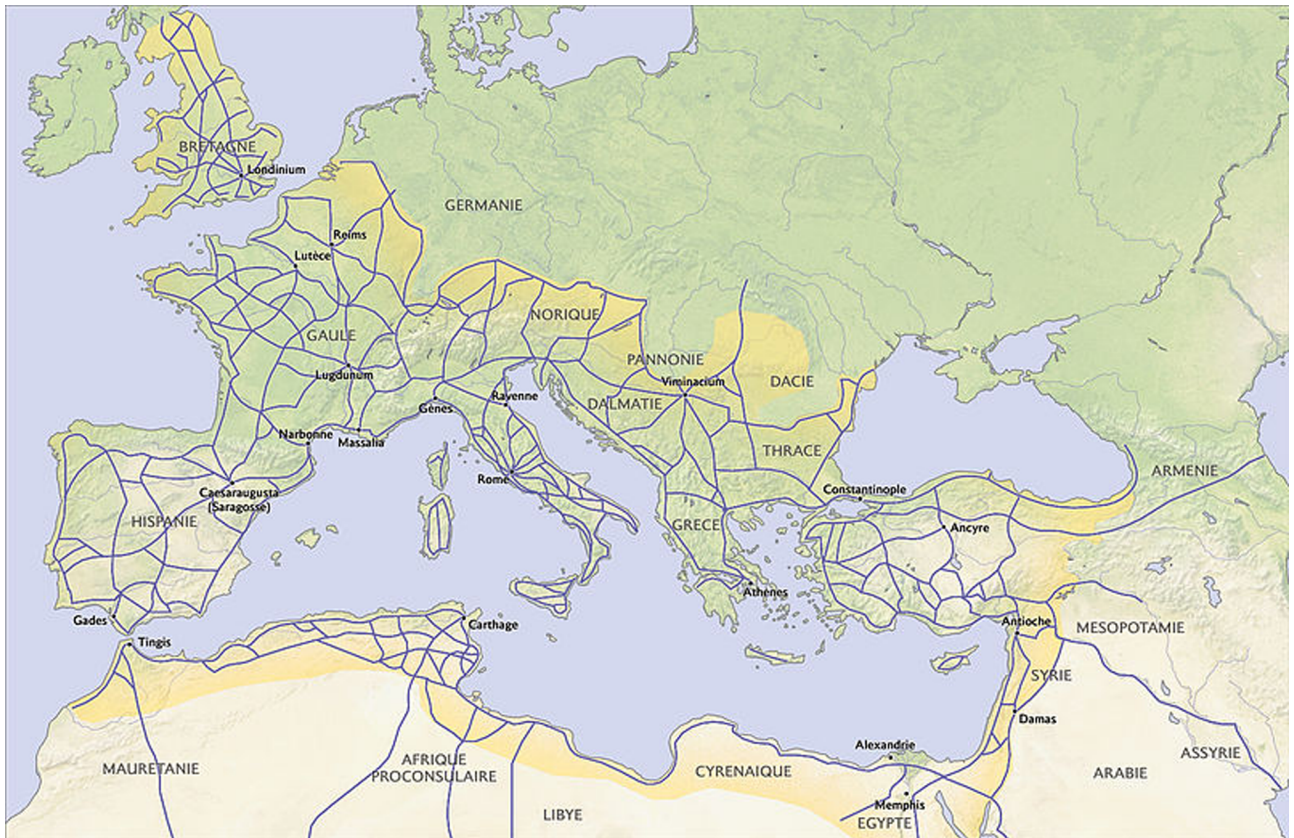 BRETAGNE
Londinium
GERMANIE
Reims
Lutèce
NORIQUE
GAULE
PANNONIE
Lugdunum
Viminacium
DACIE
Ravenne
DALMATIE
Gènes
Narbonne
Massalia
THRACE
ARMENIE
Rome
Constantinople
Caesaraugusta
(Saragosse)
HISPANIE
GRECE
Ancyre
Athènes
Gades
Carthage
Antioche
MESOPOTAMIE
Tingis
SYRIE
Damas
Alexandrie
ASSYRIE
MAURETANIE
AFRIQUE
PROCONSULAIRE
CYRENAIQUE
ARABIE
Memphis
LIBYE
EGYPTE